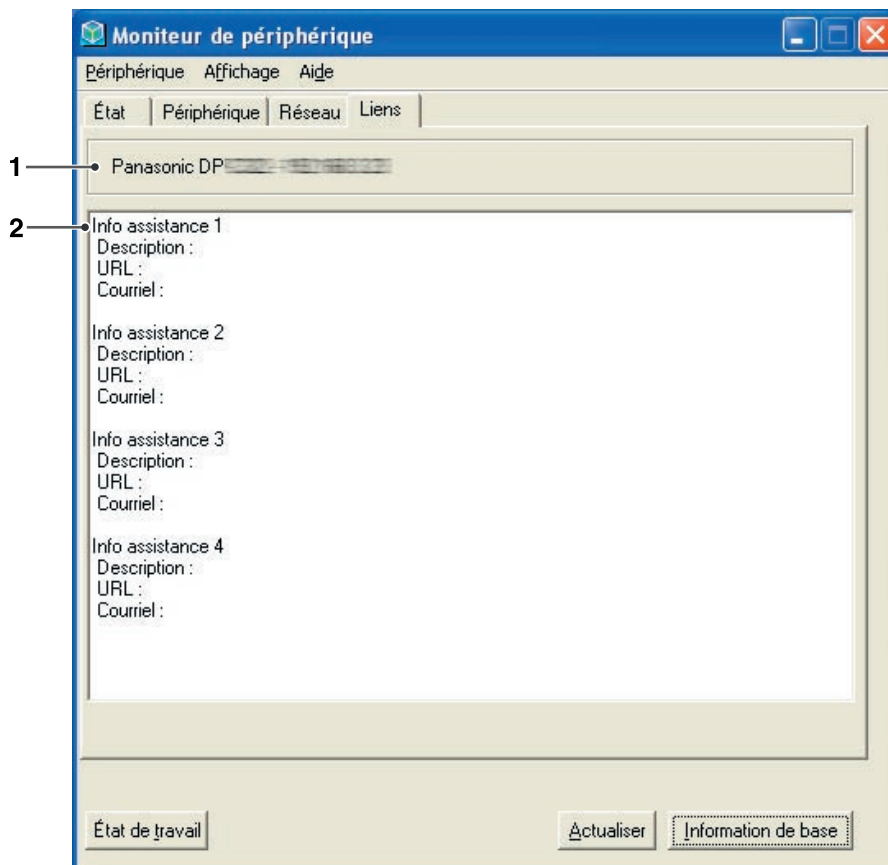 Moniteur de périphérique
Périphérique Affichage Aide
État Périphérique Réseau Liens
1
Panasonic DP
2
Info assistance 1
Description :
URL :
Courriel :
Info assistance 2
Description :
URL :
Courriel :
Info assistance 3
Description :
URL :
Courriel :
Info assistance 4
Description :
URL :
Courriel :
État de travail Actualiser Information de base